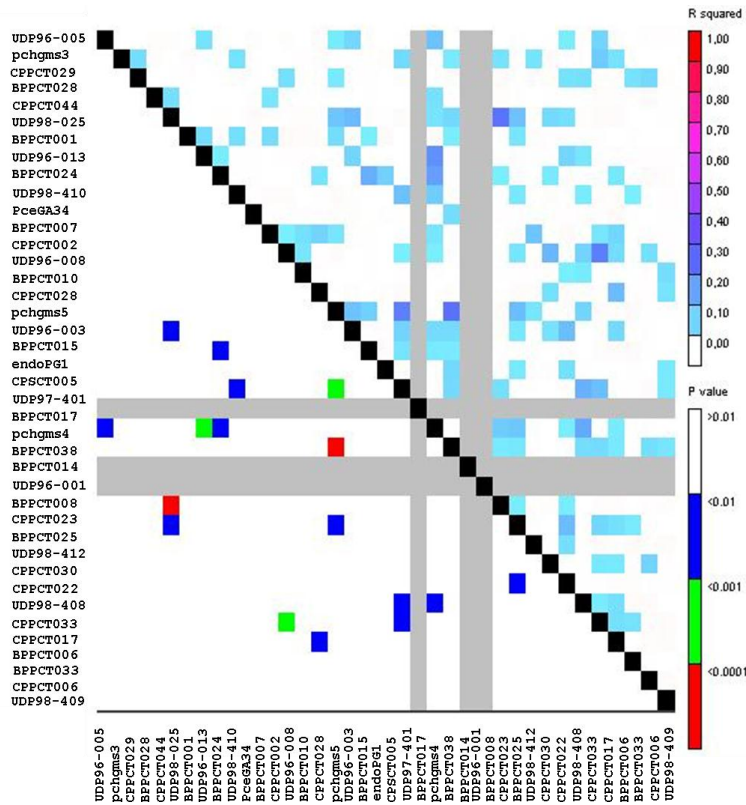 R squared
1,00
0,90
0,80
0,70
0,60
0,50
0,40
0,30
0,20
0,10
0,00
P value
>0.01
<0.01
<0.001
<0.0001
UDP96-005
pchgms3
CPPCT029
BPPCT028
CPPCT044
UDP98-025
BPPCT001
UDP96-013
BPPCT024
UDP98-410
PceGA34
BPPCT007
CPPCT002
UDP96-008
BPPCT010
CPPCT028
pchgms5
UDP96-003
BPPCT015
endoPG1
CPSCT005
UDP97-401
BPPCT017
pchgms4
BPPCT038
BPPCT014
UDP96-001
BPPCT008
CPPCT023
BPPCT025
UDP98-412
CPPCT030
CPPCT022
UDP98-408
CPPCT033
CPPCT017
BPPCT006
BPPCT033
CPPCT006
UDP98-409
UDP96-005
pchgms3
CPPCT029
BPPCT28
CPPCT044
UDP98-025
BPPCT001
UDP96-013
BPPCT024
UDP98-410
PceGA34
BPPCT007
CPPCT002
UDP96-008
BPPCT010
CPPCT028
pchgms5
UDP96-003
BPPCT015
endoPG1
CPSCT005
UDP97-401
BPPCT017
pchgms4
BPPCT038
BPPCT014
UDP96-001
BPPCT008
CPPCT023
BPPCT025
UDP98-412
CPPCT030
CPPCT022
UDP98-408
CPPCT033
CPPCT017
BPPCT006
BPPCT033
CPPCT006
UDP98-409